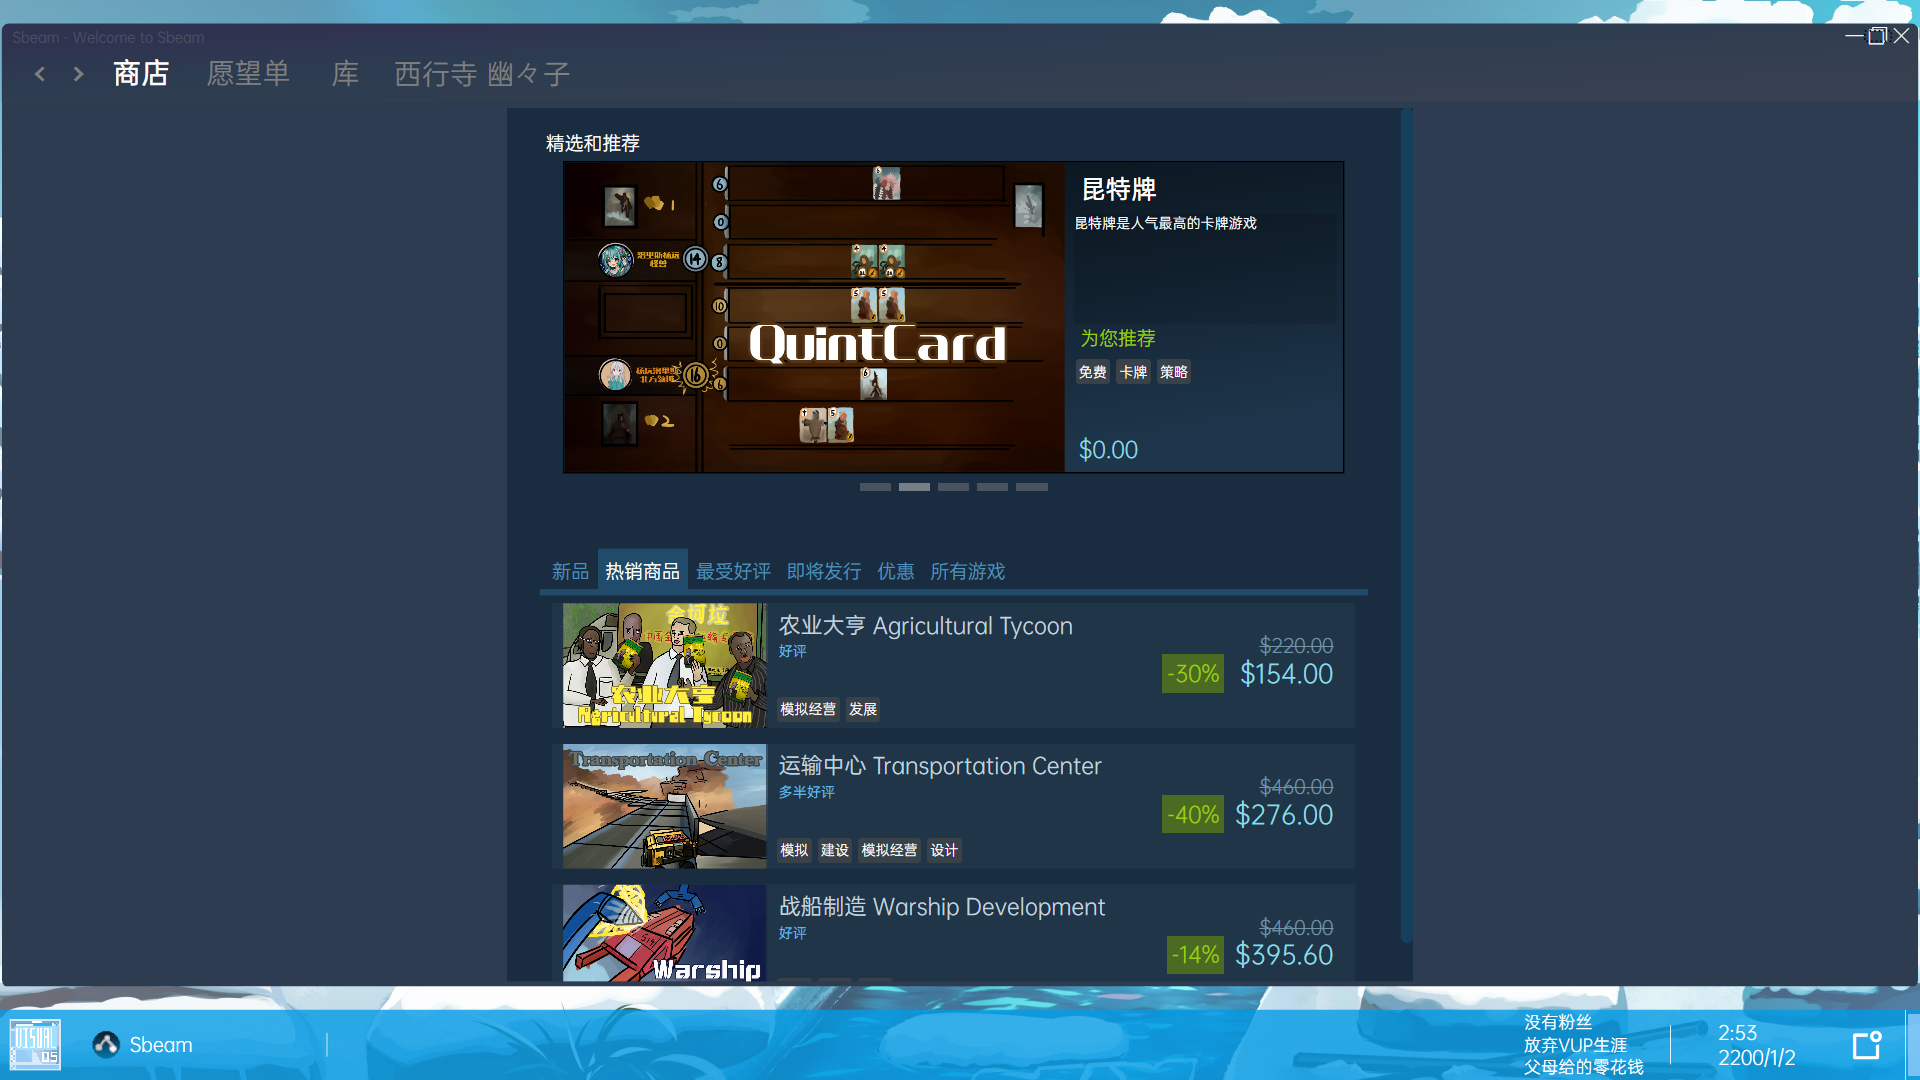 Sbeam - Welcome to Sbeam
商店 愿望单 库 西行寺 幽々子
精选和推荐
昆特牌
昆特牌是人气最高的卡牌游戏
QuintCard
为您推荐
免费 卡牌 策略
$0.00
新品 热销商品 最受好评 即将发行 优惠 所有游戏
农业大亨 Agricultural Tycoon
好评
模拟经营 发展
$220.00
-30% $154.00
农业大亨
Agricultural Tycoon
Transportation Center
运输中心 Transportation Center
多半好评
模拟 建设 模拟经营 设计
$460.00
-40% $276.00
Warship
战船制造 Warship Development
好评
$460.00
-14% $395.60
Sbeam
没有粉丝
放弃VUP生涯
父母给的零花钱
2:53
2200/1/2